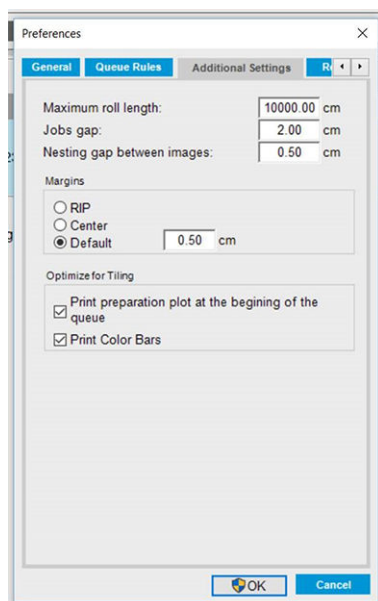 Preferences
General Queue Rules Additional Settings
Maximum roll length: 10000.00 cm
Jobs gap: 2.00 cm
Nesting gap between images: 0.50 cm
Margins
RIP
Center
Default 0.50 cm
Optimize for Tiling
Print preparation plot at the begining of the
queue
Print Color Bars
OK Cancel